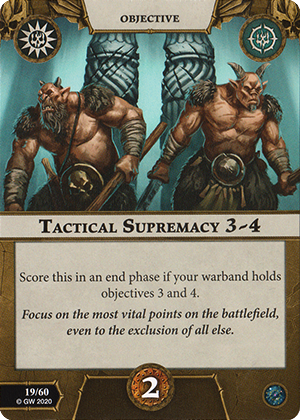 OBJECTIVE
TACTICAL SUPREMACY 3-4
Score this in an end phase if your warband holds
objectives 3 and 4.
Focus on the most vital points on the battlefield,
even to the exclusion of all else.
2
19/60
© GW 2020